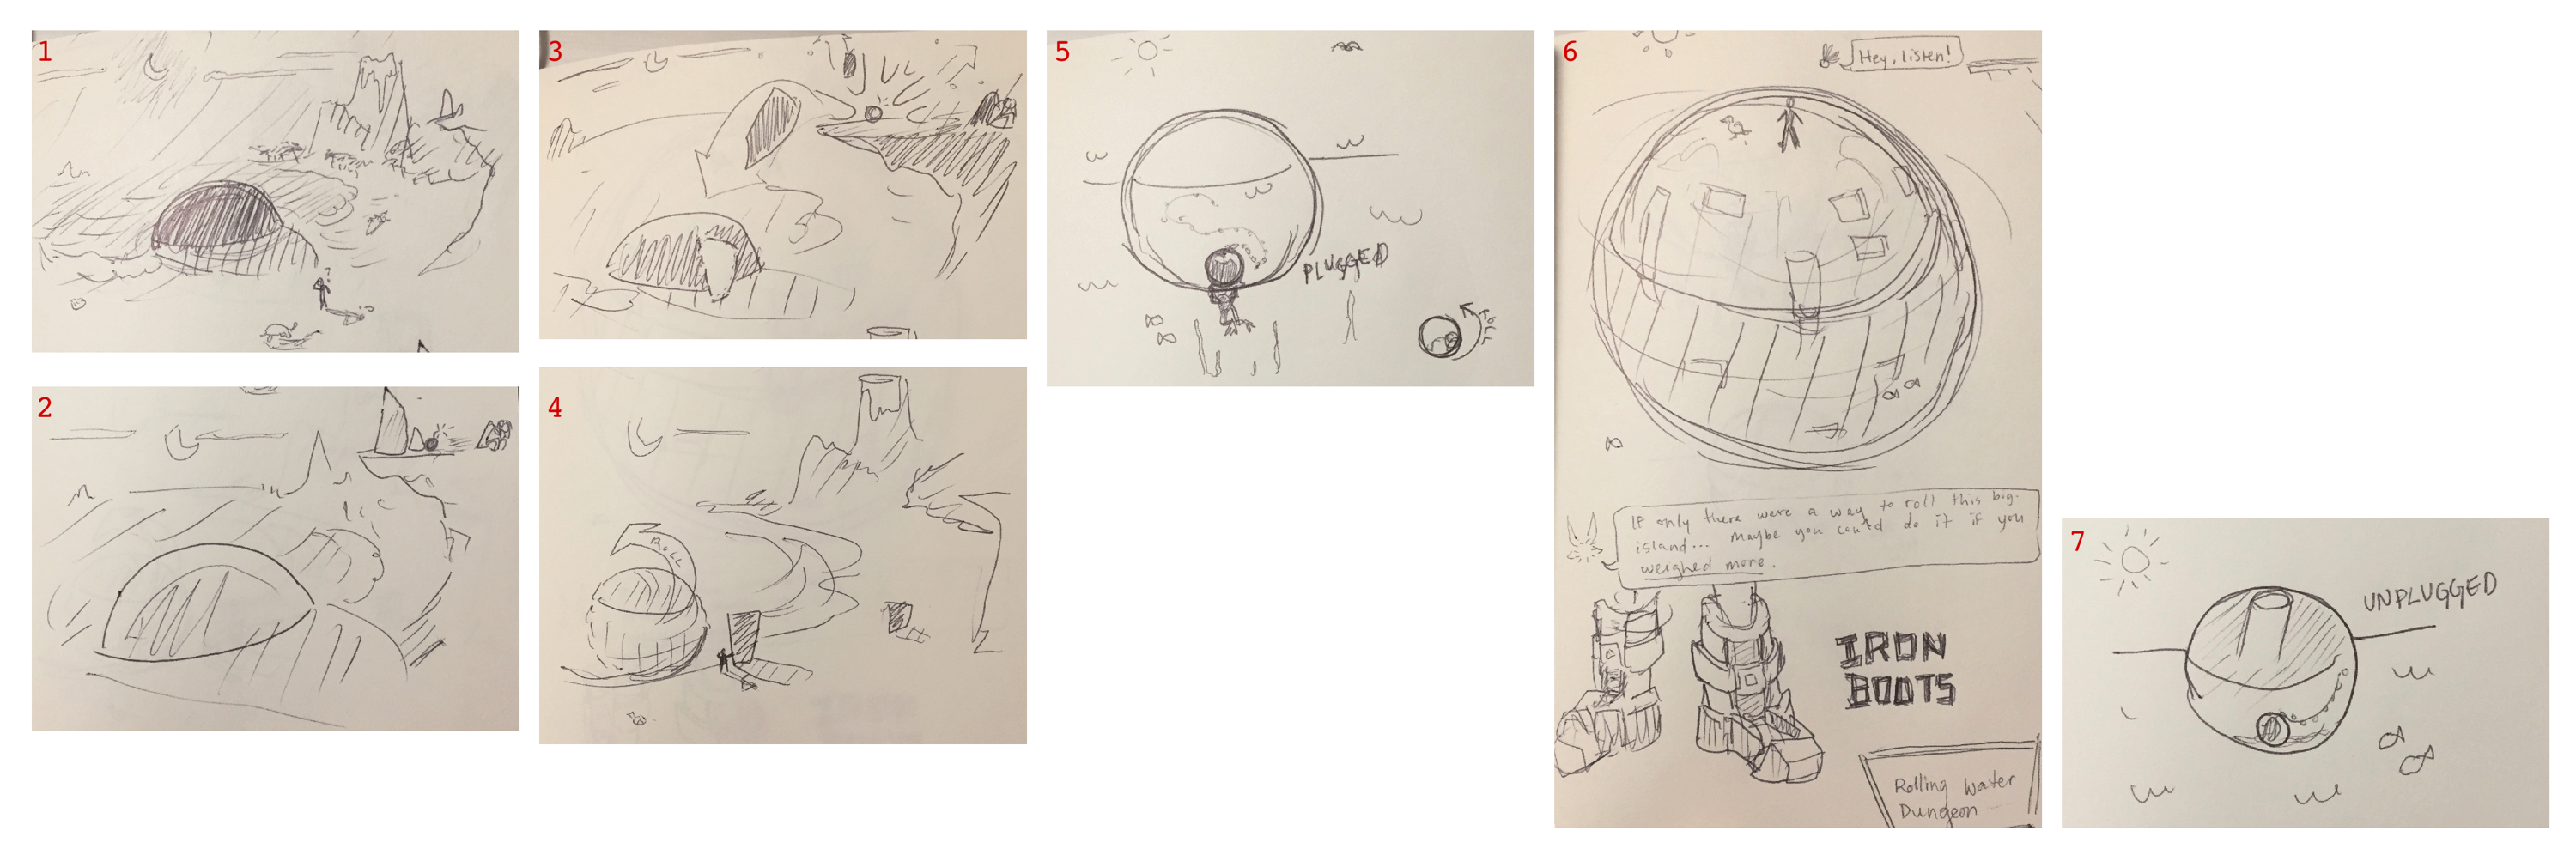 1
3
5
6
Hey, listen!
PLUGGED
ROLL
2
4
ROLL
If only there were a way to roll this big
island... Maybe you could do it if you
weighed more.
IRON
BOOTS
Rolling Water
Dungeon
7
UNPLUGGED